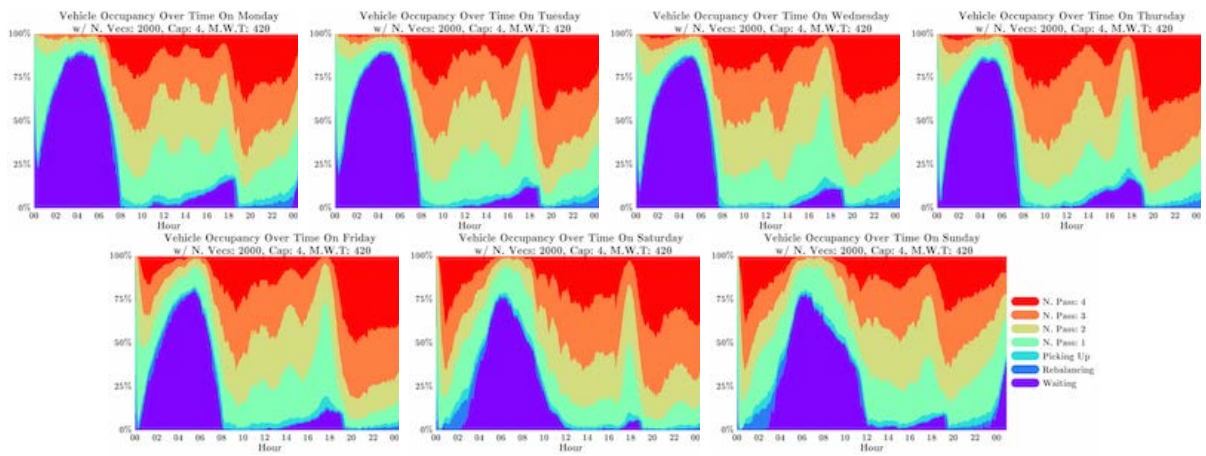 Vehicle Occupancy Over Time On Monday
w/ N. Vecs: 2000, Cap: 4, M.W.T: 420
Vehicle Occupancy Over Time On Tuesday
w/ N. Vecs: 2000, Cap: 4, M.W.T: 420
Vehicle Occupancy Over Time On Wednesday
w/ N. Vecs: 2000, Cap: 4, M.W.T: 420
Vehicle Occupancy Over Time On Thursday
w/ N. Vecs: 2000, Cap: 4, M.W.T: 420
100%
75%
50%
25%
0%
00 02 04 06 08 10 12 14 16 18 20 22 00
Hour
100%
75%
50%
25%
0%
00 02 04 06 08 10 12 14 16 18 20 22 00
Hour
100%
75%
50%
25%
0%
00 02 04 06 08 10 12 14 16 18 20 22 00
Hour
100%
75%
50%
25%
0%
00 02 04 06 08 10 12 14 16 18 20 22 00
Hour
Vehicle Occupancy Over Time On Friday
w/ N. Vecs: 2000, Cap: 4, M.W.T: 420
Vehicle Occupancy Over Time On Saturday
w/ N. Vecs: 2000, Cap: 4, M.W.T: 420
Vehicle Occupancy Over Time On Sunday
w/ N. Vecs: 2000, Cap: 4, M.W.T: 420
100%
75%
50%
25%
0%
00 02 04 06 08 10 12 14 16 18 20 22 00
Hour
100%
75%
50%
25%
0%
00 02 04 06 08 10 12 14 16 18 20 22 00
Hour
100%
75%
50%
25%
0%
00 02 04 06 08 10 12 14 16 18 20 22 00
Hour
N. Pass: 4
N. Pass: 3
N. Pass: 2
N. Pass: 1
Picking Up
Rebalancing
Waiting